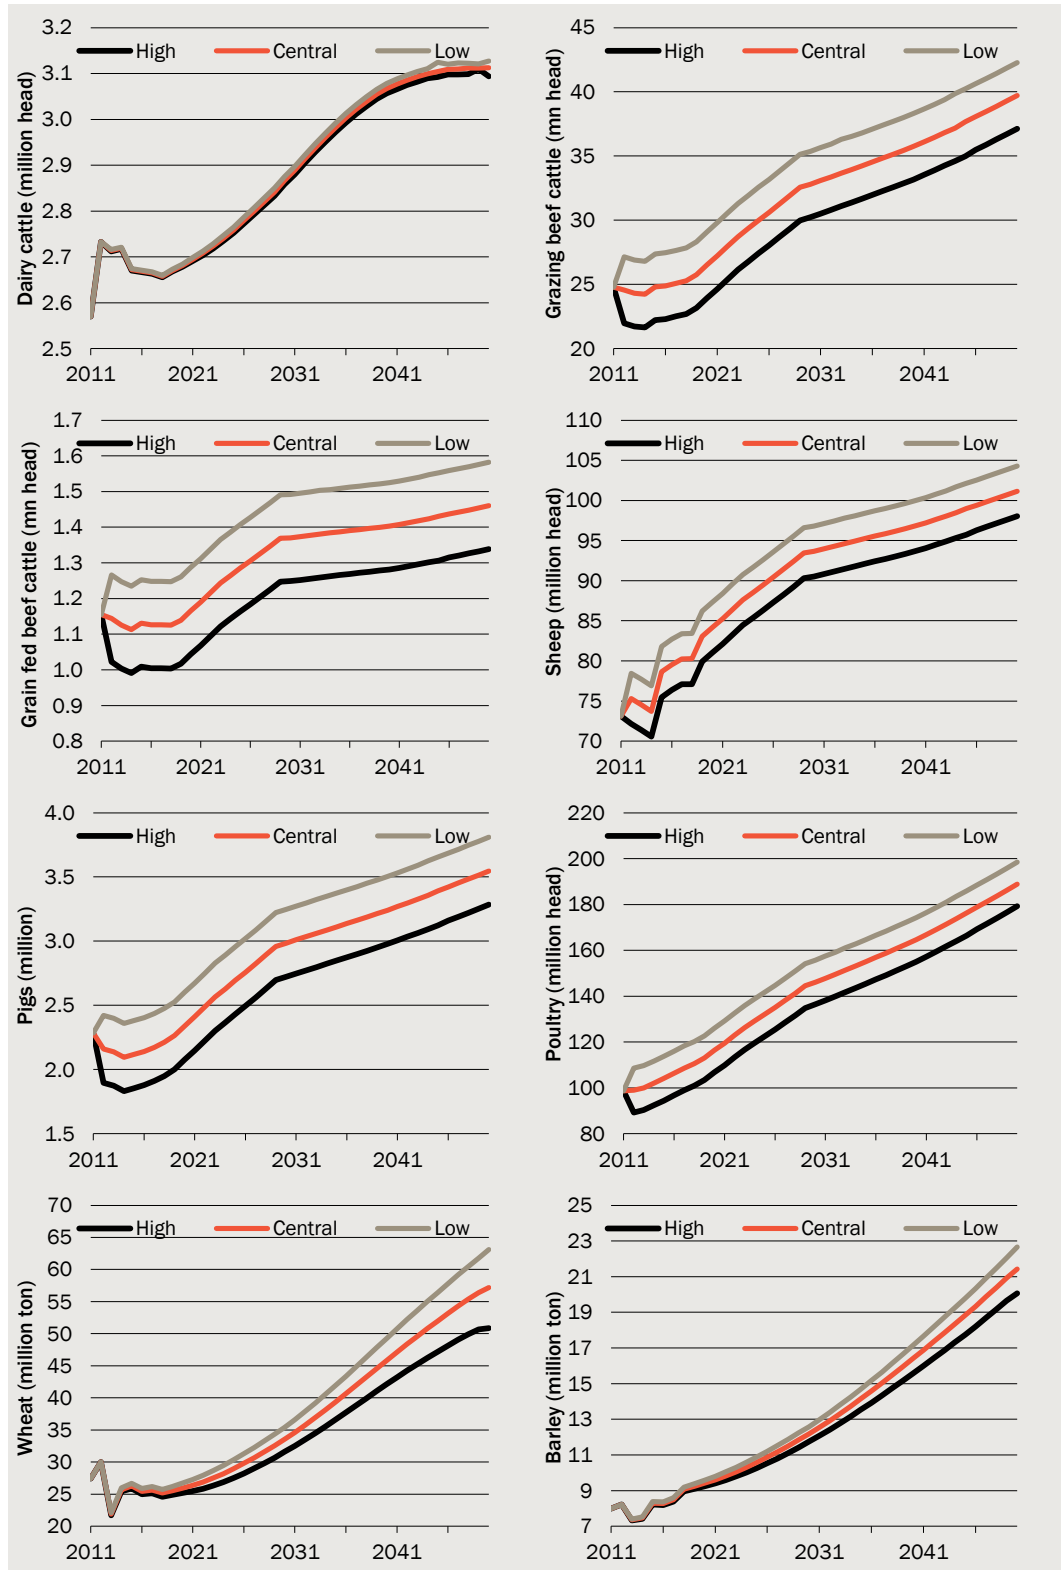 Dairy cattle (million head)
3.2
3.1
3.0
2.9
2.8
2.7
2.6
2.5
High Central Low
2011 2021 2031 2041
Grazing beef cattle (mn head)
45
40
35
30
25
20
High Central Low
2011 2021 2031 2041
Grain fed beef cattle (mn head)
1.7
1.6
1.5
1.4
1.3
1.2
1.1
1.0
0.9
0.8
High Central Low
2011 2021 2031 2041
Sheep (million head)
110
105
100
95
90
85
80
75
70
High Central Low
2011 2021 2031 2041
Pigs (million)
4.0
3.5
3.0
2.5
2.0
1.5
High Central Low
2011 2021 2031 2041
Poultry (million head)
220
200
180
160
140
120
100
80
High Central Low
2011 2021 2031 2041
Wheat (million ton)
70
65
60
55
50
45
40
35
30
25
20
High Central Low
2011 2021 2031 2041
Barley (million ton)
25
23
21
19
17
15
13
11
9
7
High Central Low
2011 2021 2031 2041